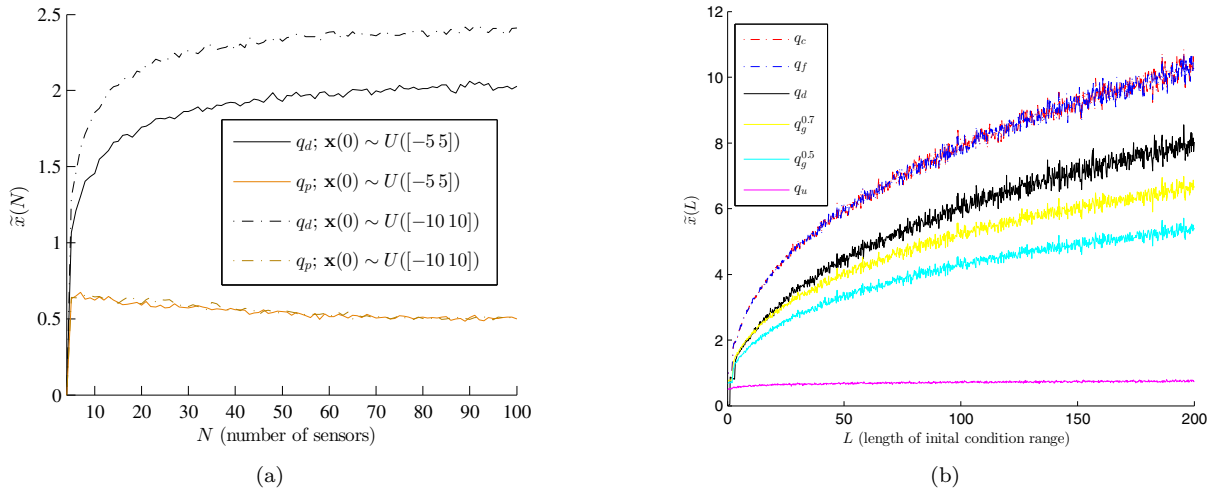 2.5
2
1.5
1
0.5
0
x̃(N)
q_d; x(0) ∼ U([−5 5])
q_p; x(0) ∼ U([−5 5])
q_d; x(0) ∼ U([−10 10])
q_p; x(0) ∼ U([−10 10])
10 20 30 40 50 60 70 80 90 100
N (number of sensors)
(a)
12
10
8
6
4
2
0
x̃(L)
q_c
q_f
q_d
q_g^0.7
q_g^0.5
q_u
0 50 100 150 200
L (length of inital condition range)
(b)